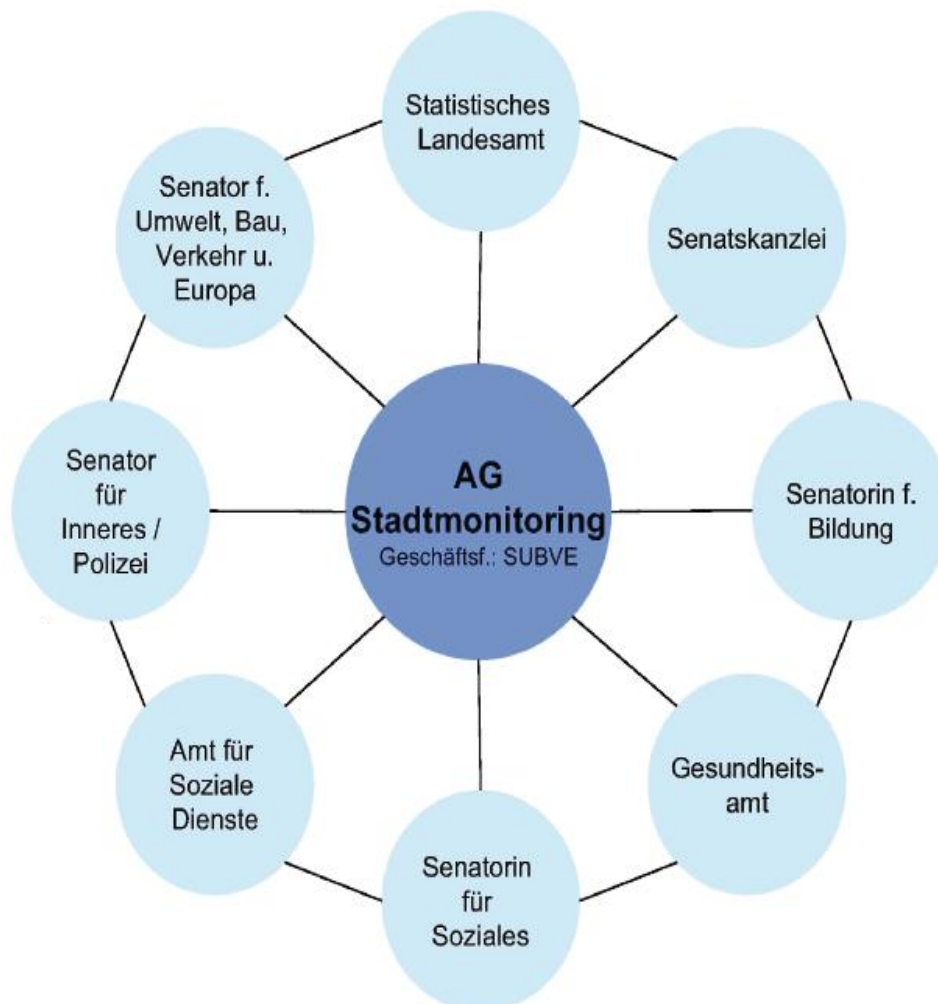 Statistisches
Landesamt
Senator f.
Umwelt, Bau,
Verkehr u.
Europa
Senatskanzlei
Senator
für
Inneres /
Polizei
AG
Stadtmonitoring
Geschäftsf.: SUBVE
Senatorin f.
Bildung
Amt für
Soziale
Dienste
Gesundheits-
amt
Senatorin
für
Soziales